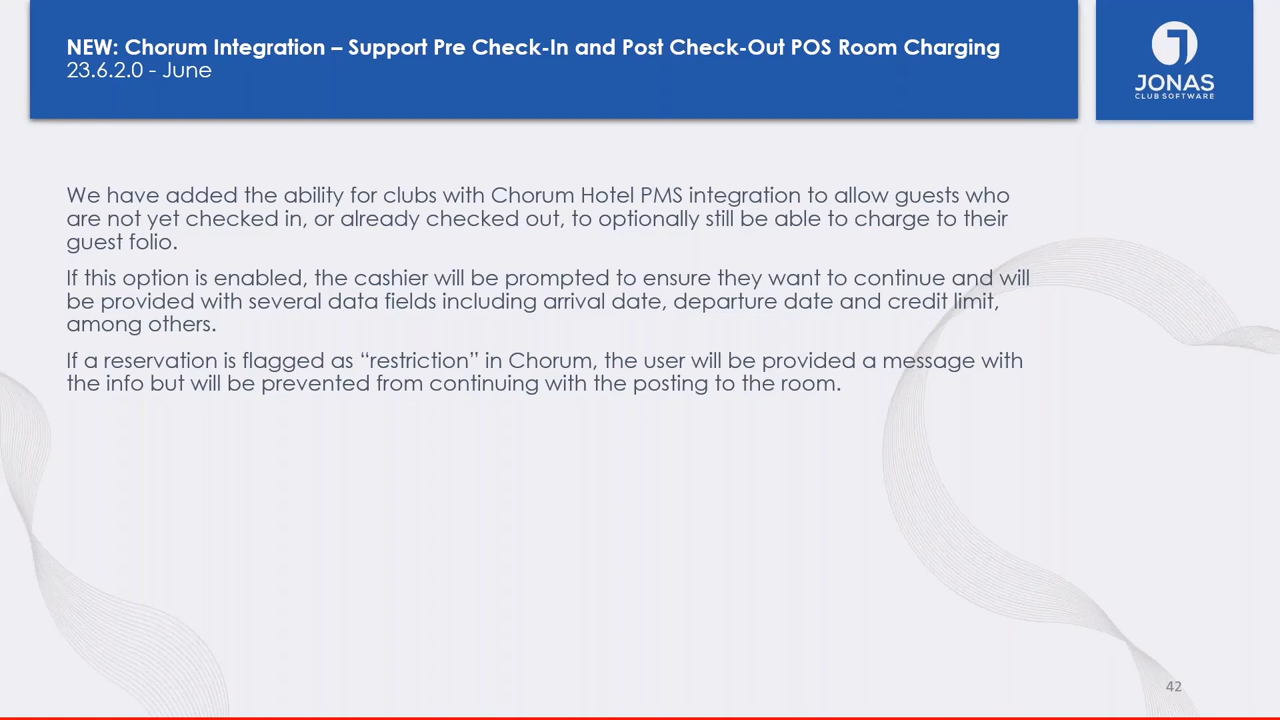 NEW: Chorum Integration – Support Pre Check-In and Post Check-Out POS Room Charging
23.6.2.0 - June
JONAS
CLUB SOFTWARE
We have added the ability for clubs with Chorum Hotel PMS integration to allow guests who
are not yet checked in, or already checked out, to optionally still be able to charge to their
guest folio.
If this option is enabled, the cashier will be prompted to ensure they want to continue and will
be provided with several data fields including arrival date, departure date and credit limit,
among others.
If a reservation is flagged as “restriction” in Chorum, the user will be provided a message with
the info but will be prevented from continuing with the posting to the room.
42